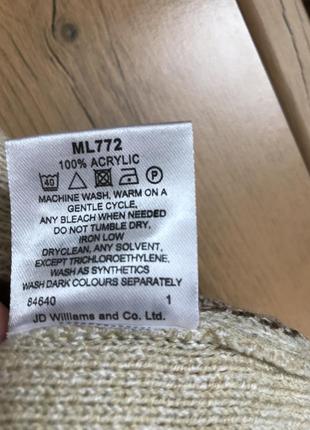 ML772
100% ACRYLIC
40 P
MACHINE WASH, WARM ON A
GENTLE CYCLE,
ANY BLEACH WHEN NEEDED
DO NOT TUMBLE DRY,
IRON LOW
DRYCLEAN, ANY SOLVENT,
EXCEPT TRICHLOROETHYLENE,
WASH AS SYNTHETICS
WASH DARK COLOURS SEPARATELY
84640 1
JD Williams and Co. Ltd.